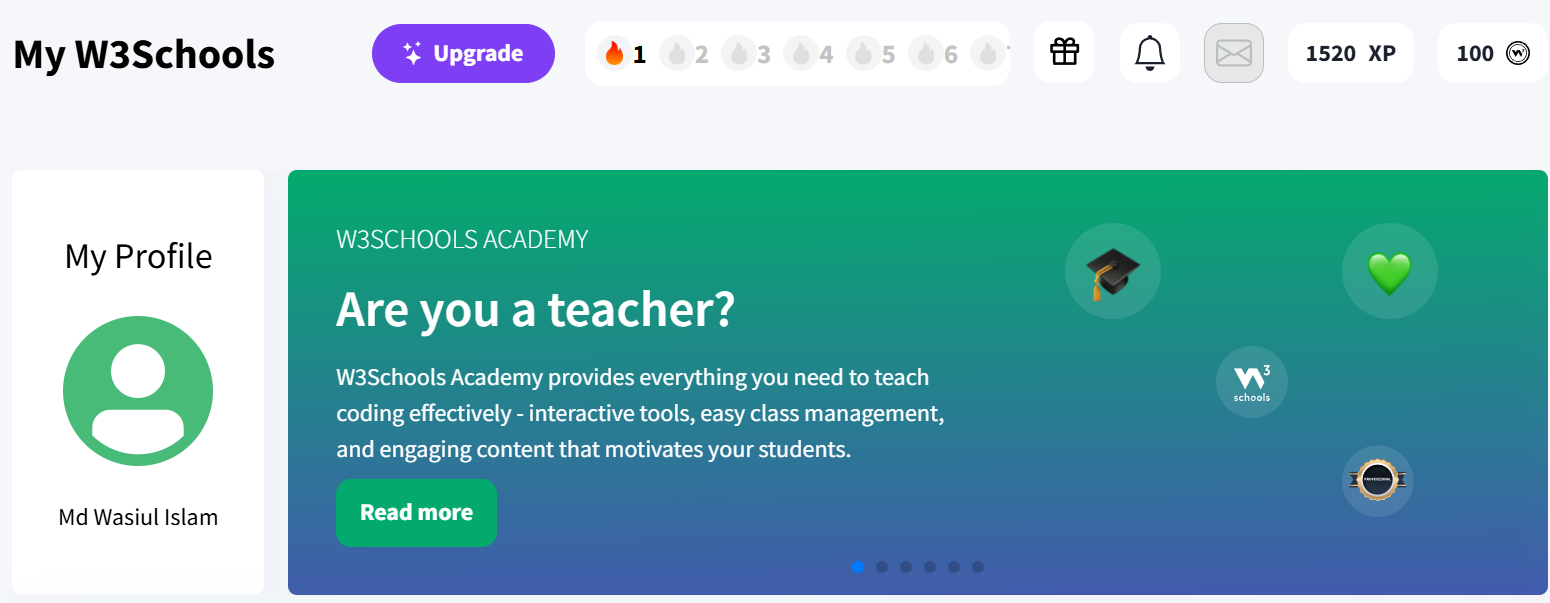 My W3Schools
Upgrade
1 2 3 4 5 6
1520 XP
100
My Profile
Md Wasiul Islam
W3SCHOOLS ACADEMY
Are you a teacher?
W3Schools Academy provides everything you need to teach
coding effectively - interactive tools, easy class management,
and engaging content that motivates your students.
Read more
W3
schools
PROFESSIONAL